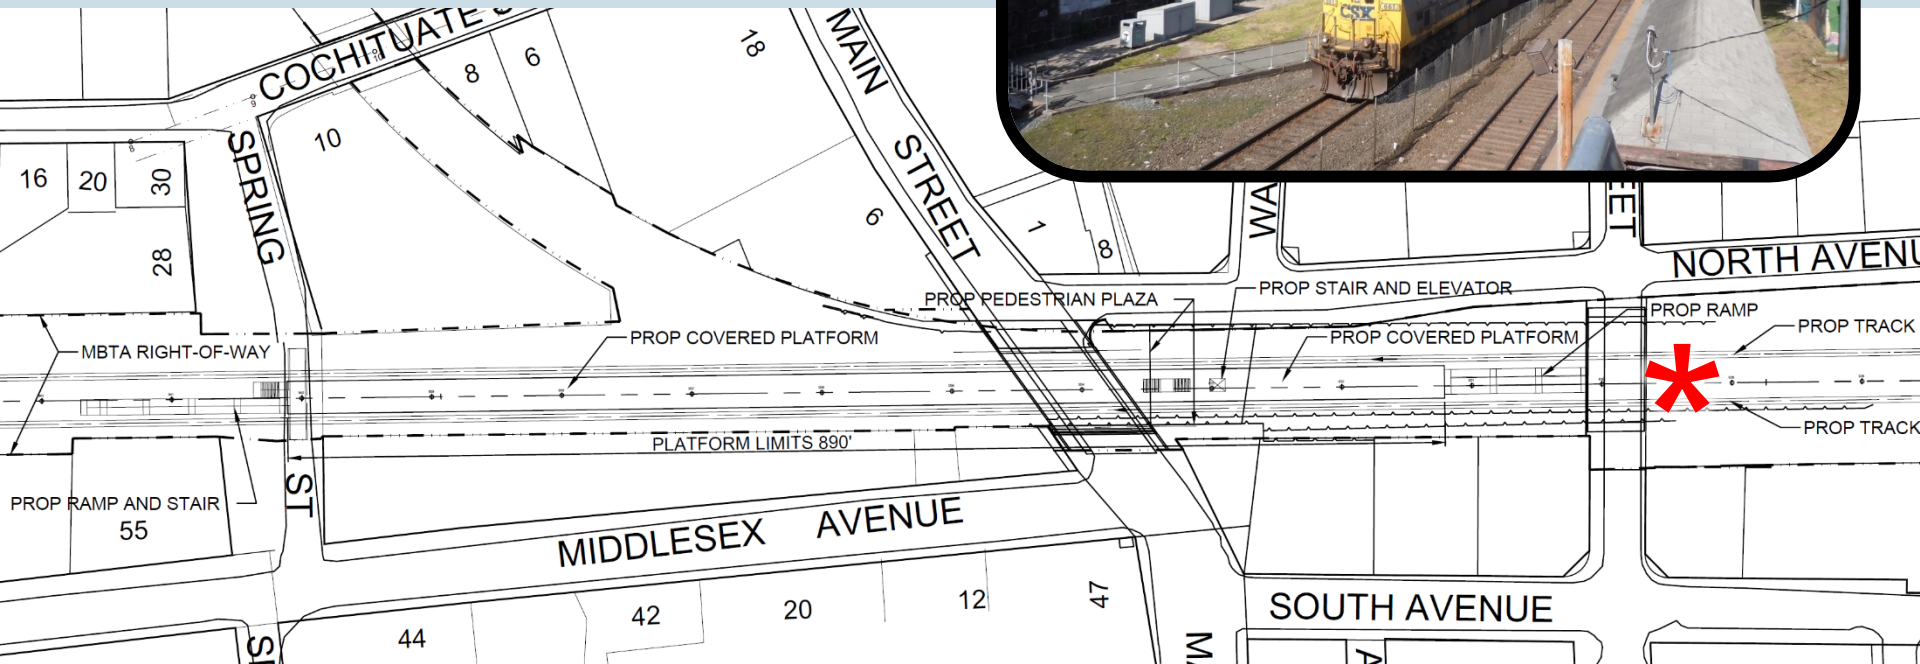 COCHITUATE
MAIN
STREET
CSX
18
8
6
10
SPRING
16
20
30
28
6
1
8
WA
EET
NORTH AVENU
PROP PEDESTRIAN PLAZA
PROP STAIR AND ELEVATOR
PROP RAMP
PROP TRACK
MBTA RIGHT-OF-WAY
PROP COVERED PLATFORM
PROP COVERED PLATFORM
PLATFORM LIMITS 890'
PROP TRACK
PROP RAMP AND STAIR
55
ST
MIDDLESEX AVENUE
SOUTH AVENUE
44
42
20
12
47